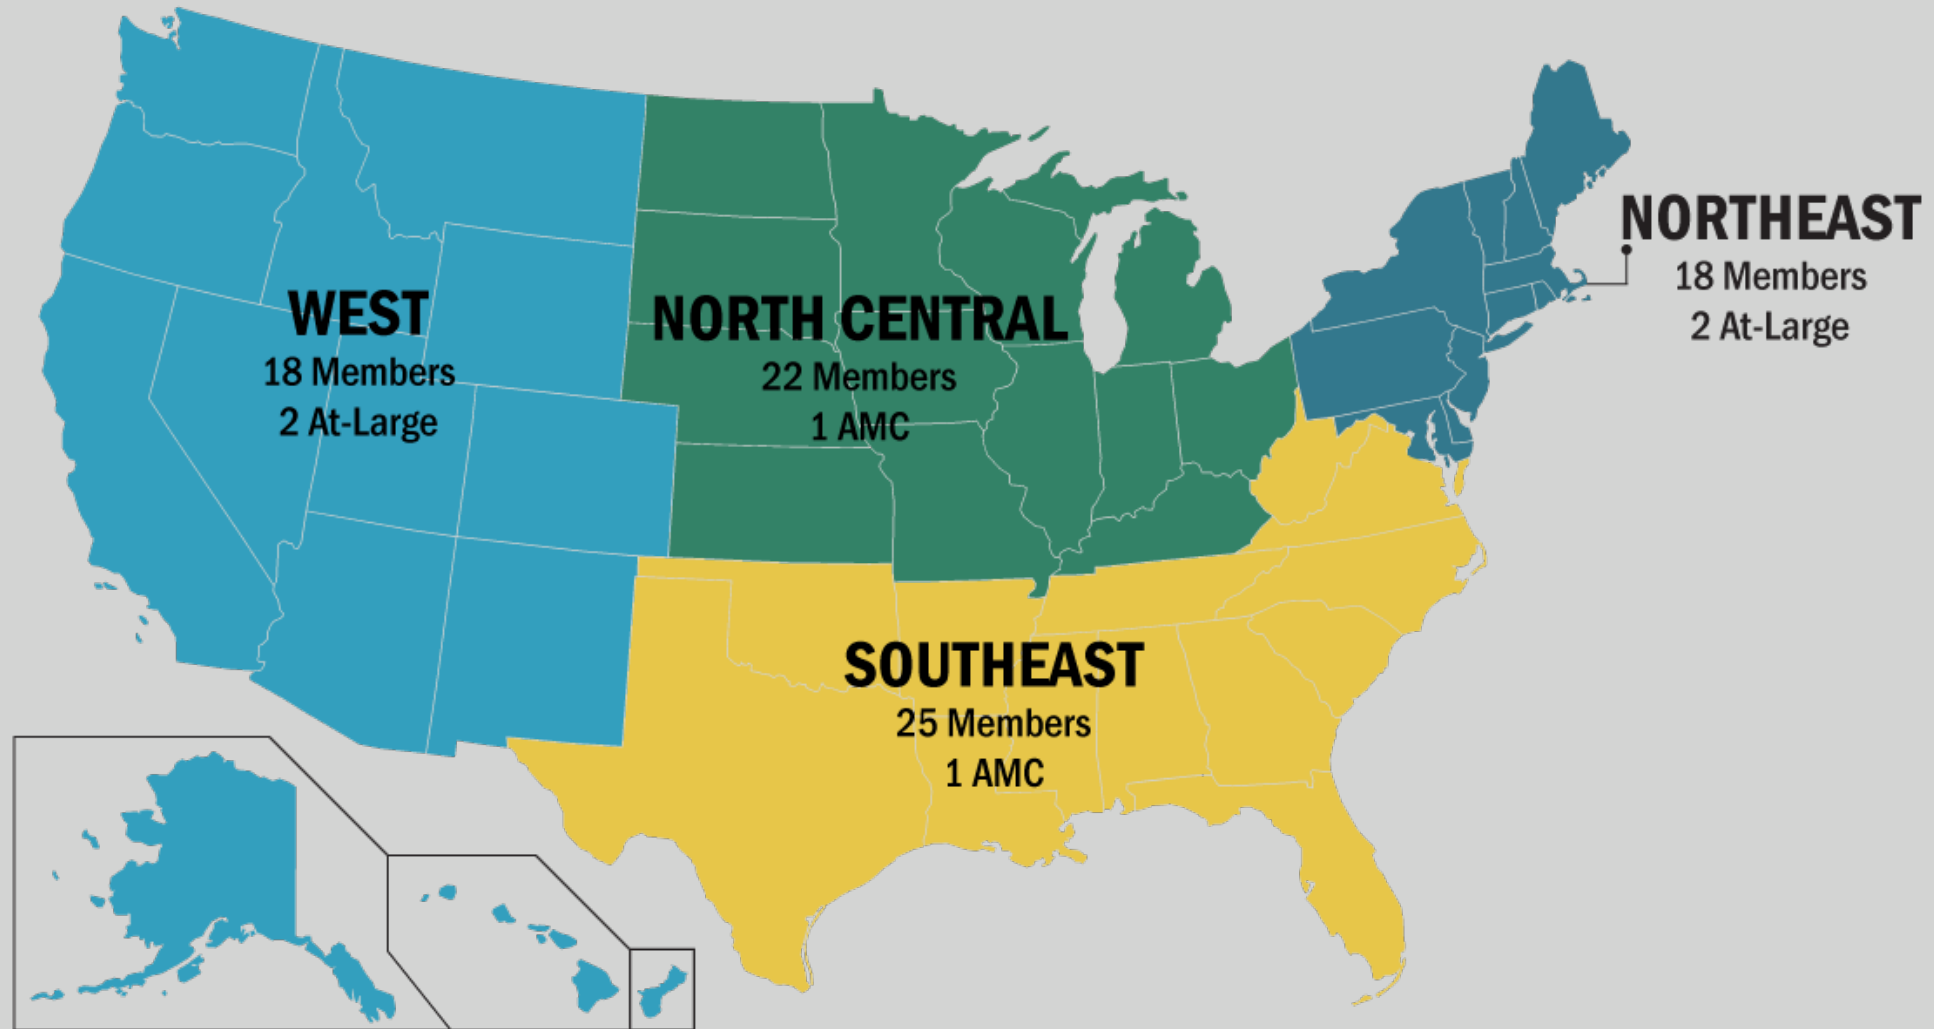 WEST
18 Members
2 At-Large
NORTH CENTRAL
22 Members
1 AMC
NORTHEAST
18 Members
2 At-Large
SOUTHEAST
25 Members
1 AMC